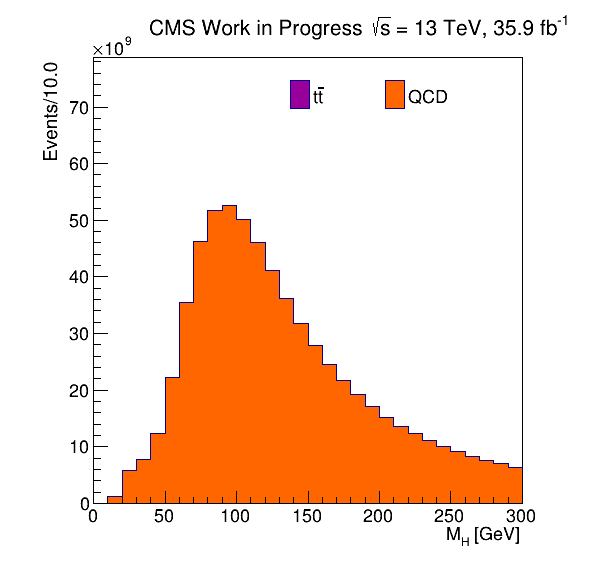 CMS Work in Progress √s = 13 TeV, 35.9 fb⁻¹
×10⁹
Events/10.0
tt̄
QCD
70
60
50
40
30
20
10
0
0 50 100 150 200 250 300
M_H [GeV]